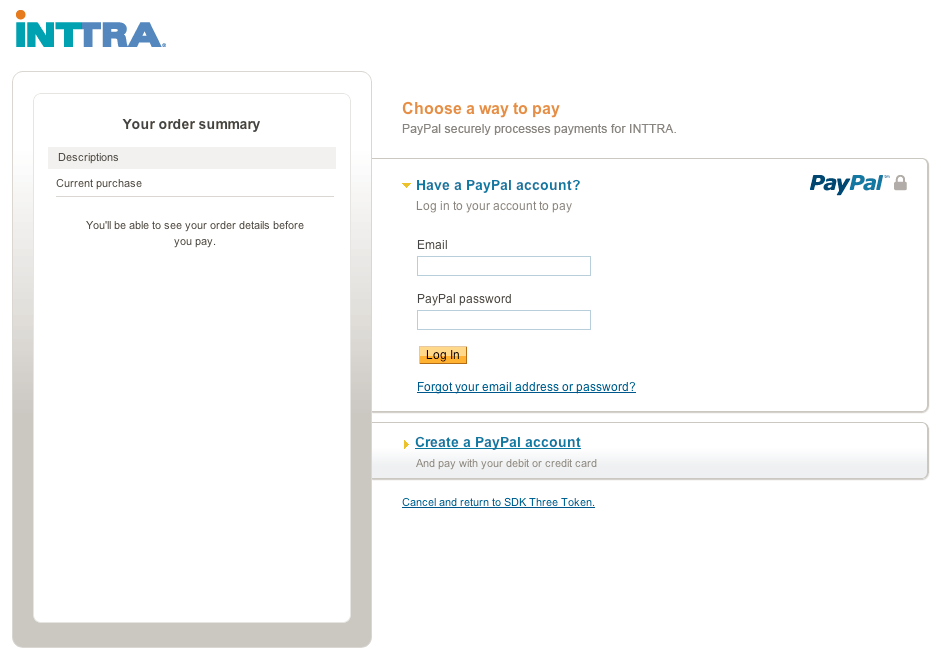 INTTRA
Your order summary
Descriptions
Current purchase
You'll be able to see your order details before
you pay.
Choose a way to pay
PayPal securely processes payments for INTTRA.
Have a PayPal account?
PayPal
Log in to your account to pay
Email
PayPal password
Log In
Forgot your email address or password?
Create a PayPal account
And pay with your debit or credit card
Cancel and return to SDK Three Token.